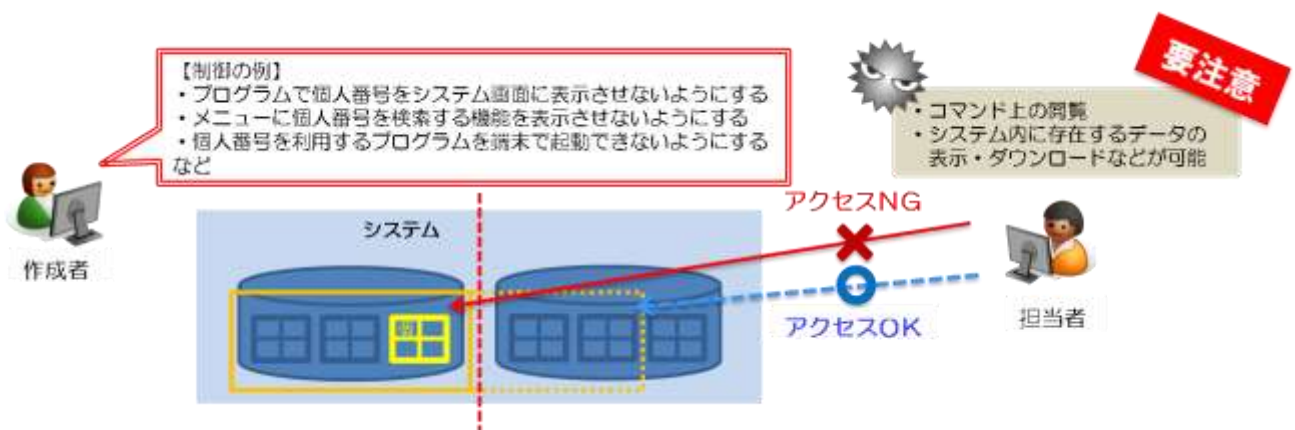 【制御の例】
・プログラムで個人番号をシステム画面に表示させないようにする
・メニューに個人番号を検索する機能を表示させないようにする
・個人番号を利用するプログラムを端末で起動できないようにする
など
要注意
・コマンド上の閲覧
・システム内に存在するデータの
表示・ダウンロードなどが可能
作成者
システム
個
アクセスNG
アクセスOK
担当者